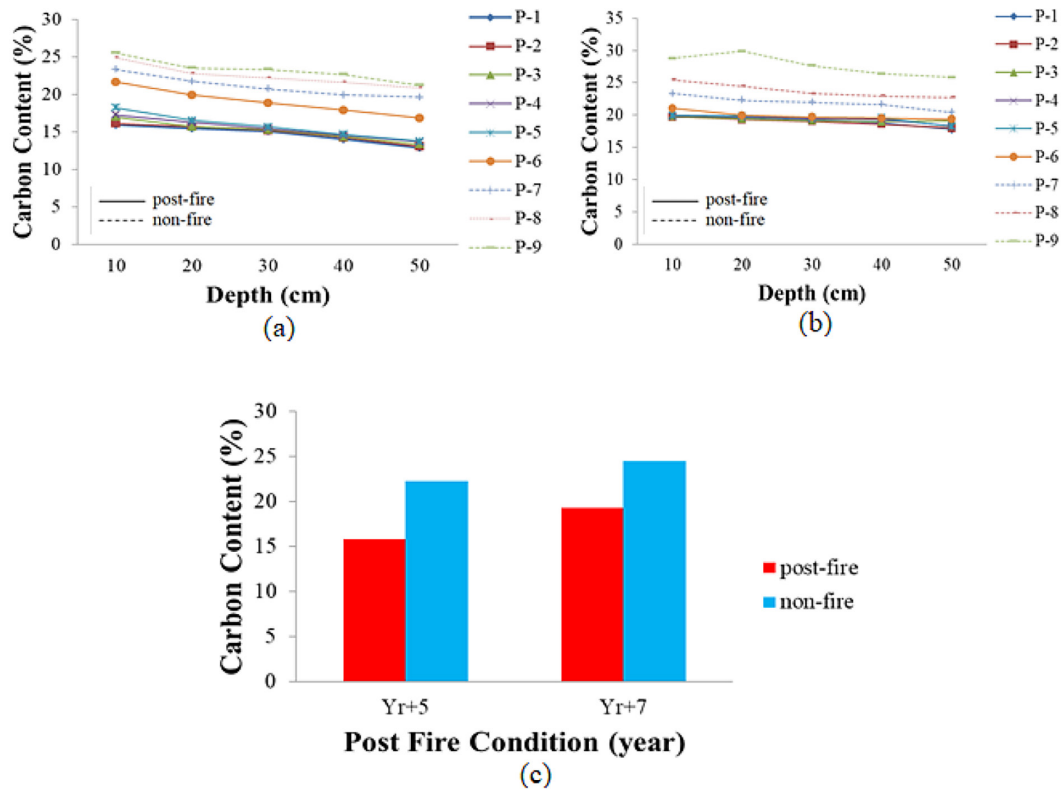 Carbon Content (%)
30
25
20
15
10
5
0
post-fire
non-fire
10 20 30 40 50
Depth (cm)
(a)
P-1
P-2
P-3
P-4
P-5
P-6
P-7
P-8
P-9
Carbon Content (%)
35
30
25
20
15
10
5
0
post-fire
non-fire
10 20 30 40 50
Depth (cm)
(b)
P-1
P-2
P-3
P-4
P-5
P-6
P-7
P-8
P-9
Carbon Content (%)
30
25
20
15
10
5
0
Yr+5 Yr+7
Post Fire Condition (year)
(c)
post-fire
non-fire